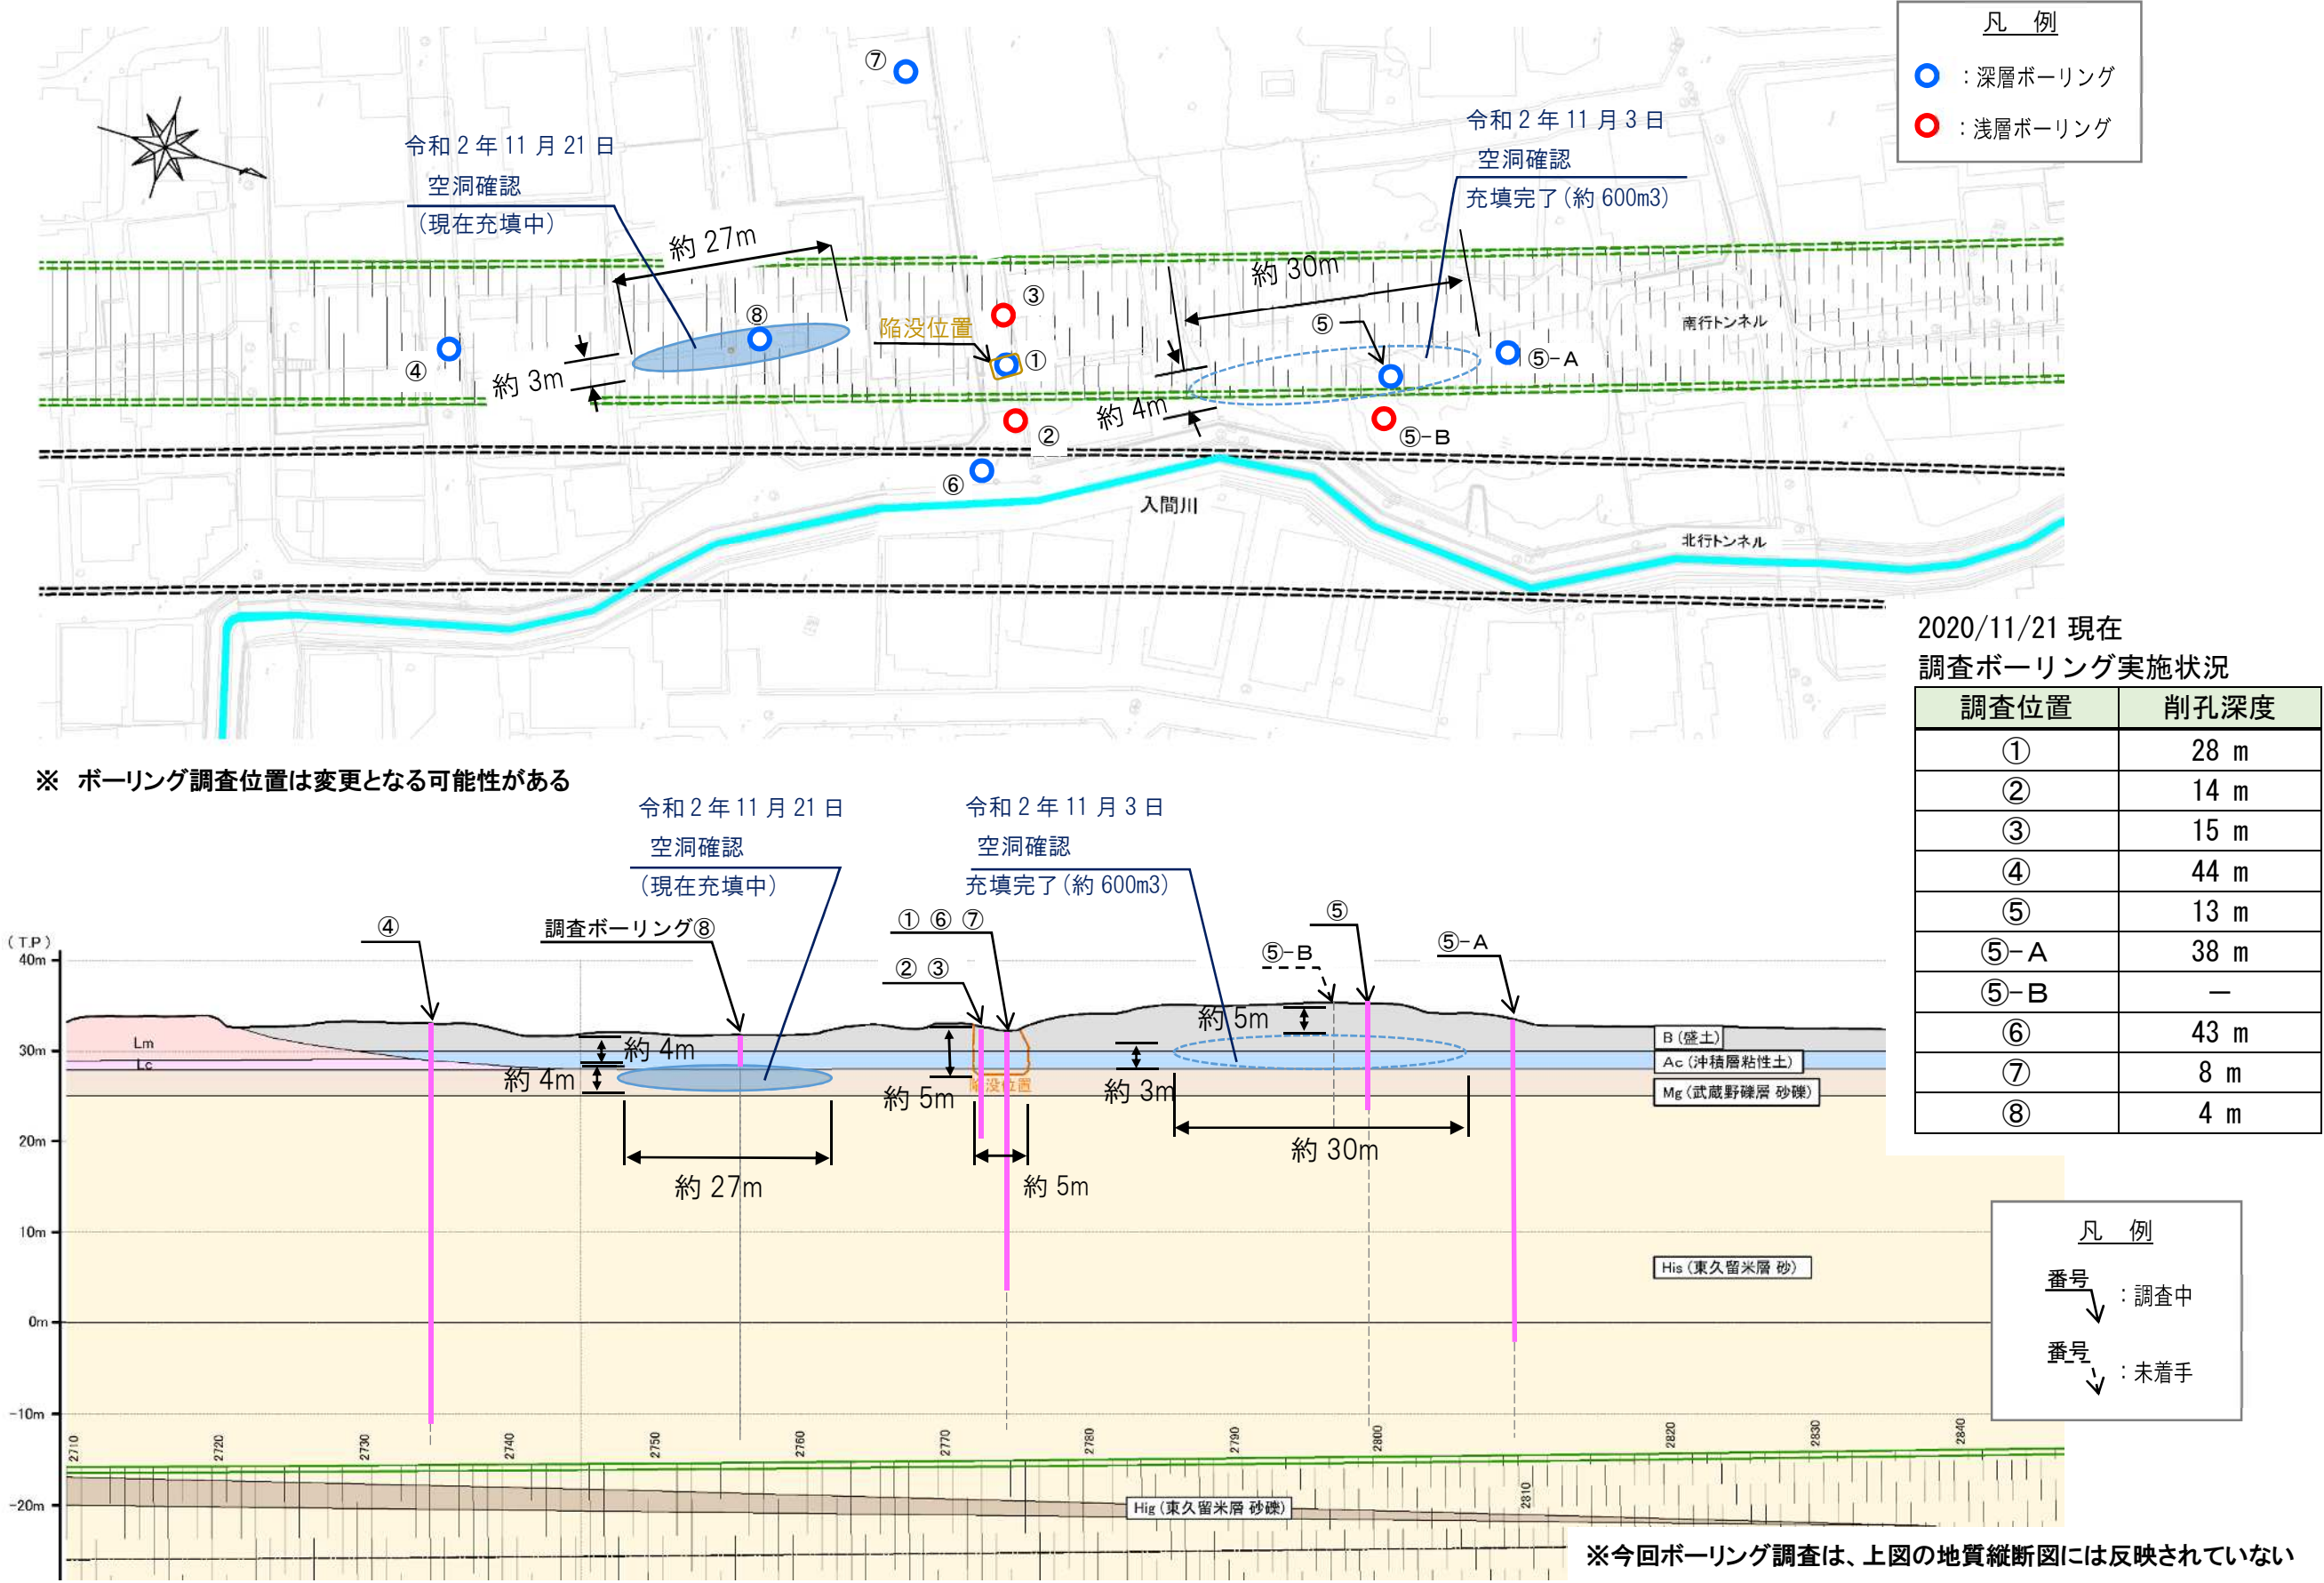 凡 例
：深層ボーリング
：浅層ボーリング
⑦
令和2年11月21日
空洞確認
(現在充填中)
令和2年11月3日
空洞確認
充填完了(約600m3)
約27m
約30m
③
⑧
陥没位置
⑤
南行トンネル
④
①
⑤-A
約3m
約4m
②
⑤-B
⑥
入間川
北行トンネル
2020/11/21現在
調査ボーリング実施状況
調査位置 削孔深度
① 28 m
② 14 m
③ 15 m
④ 44 m
⑤ 13 m
⑤-A 38 m
⑤-B －
⑥ 43 m
⑦ 8 m
⑧ 4 m
※ ボーリング調査位置は変更となる可能性がある
令和2年11月21日
空洞確認
(現在充填中)
令和2年11月3日
空洞確認
充填完了(約600m3)
④
調査ボーリング⑧
① ⑥ ⑦
② ③
⑤
⑤-B
⑤-A
(T.P)
40m
30m
20m
10m
0m
-10m
-20m
Lm
Lc
約4m
約4m
約5m
陥没位置
約5m
約3m
B(盛土)
Ac(沖積層粘性土)
Mg(武蔵野礫層 砂礫)
約27m
約5m
約30m
His(東久留米層 砂)
凡 例
番号
：調査中
番号
：未着手
2710
2720
2730
2740
2750
2760
2770
2780
2790
2800
2810
2820
2830
2840
Hig(東久留米層 砂礫)
※今回ボーリング調査は、上図の地質縦断図には反映されていない